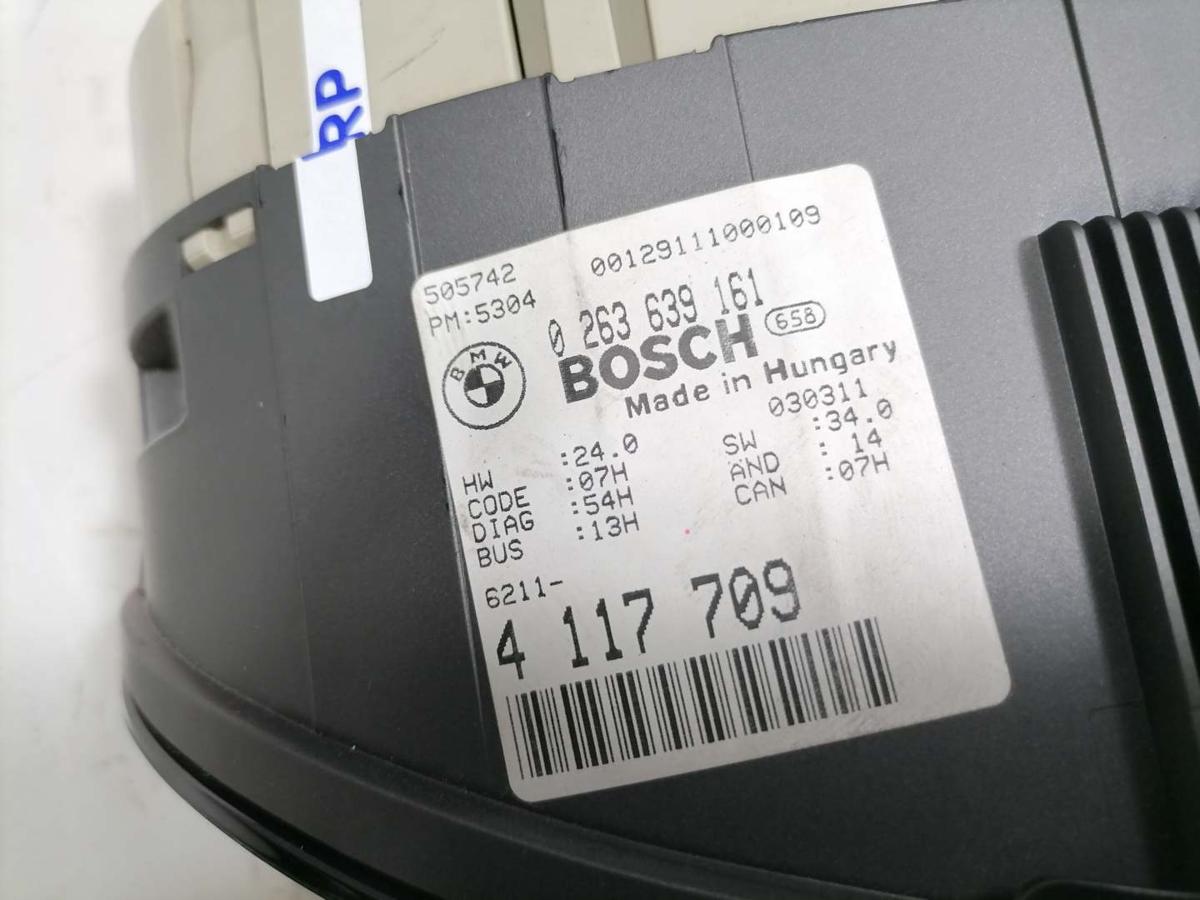 RP
505742 00129111000109
PM:5304 0 263 639 161
BMW BOSCH 658
Made in Hungary
030311
HW :24.0 SW :34.0
CODE :07H AND : 14
DIAG :54H CAN :07H
BUS :13H
6211-
4 117 709